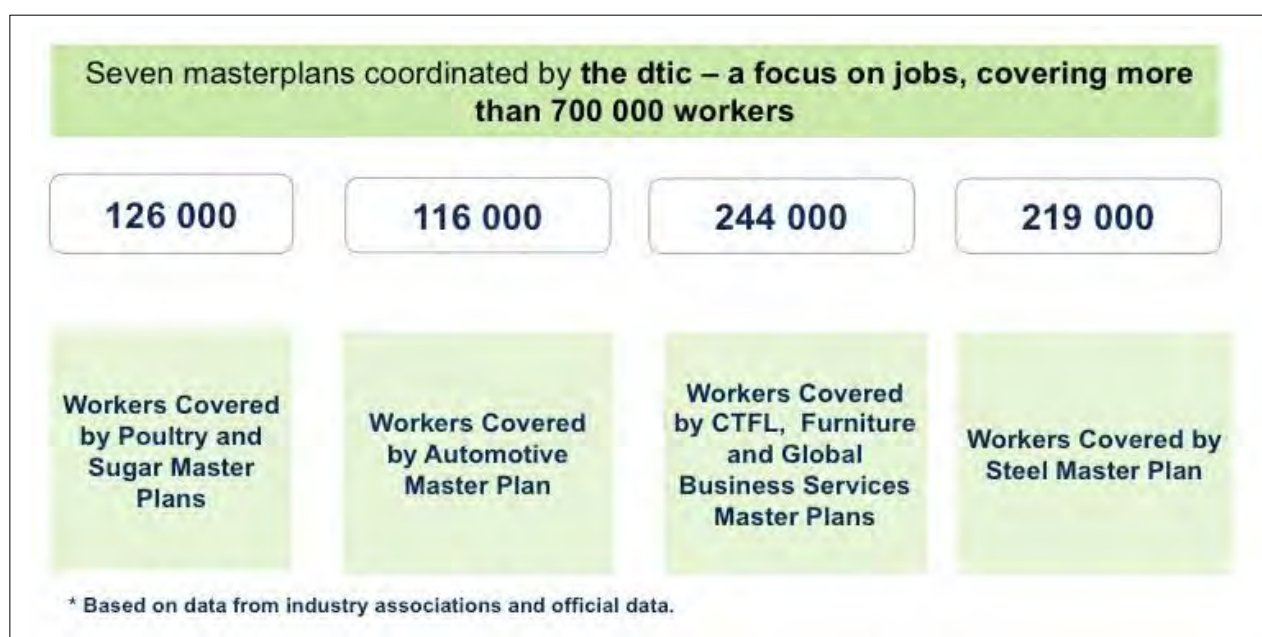 Seven masterplans coordinated by the dtic – a focus on jobs, covering more
than 700 000 workers
126 000
116 000
244 000
219 000
Workers Covered
by Poultry and
Sugar Master
Plans
Workers Covered
by Automotive
Master Plan
Workers Covered
by CTFL, Furniture
and Global
Business Services
Master Plans
Workers Covered by
Steel Master Plan
* Based on data from industry associations and official data.